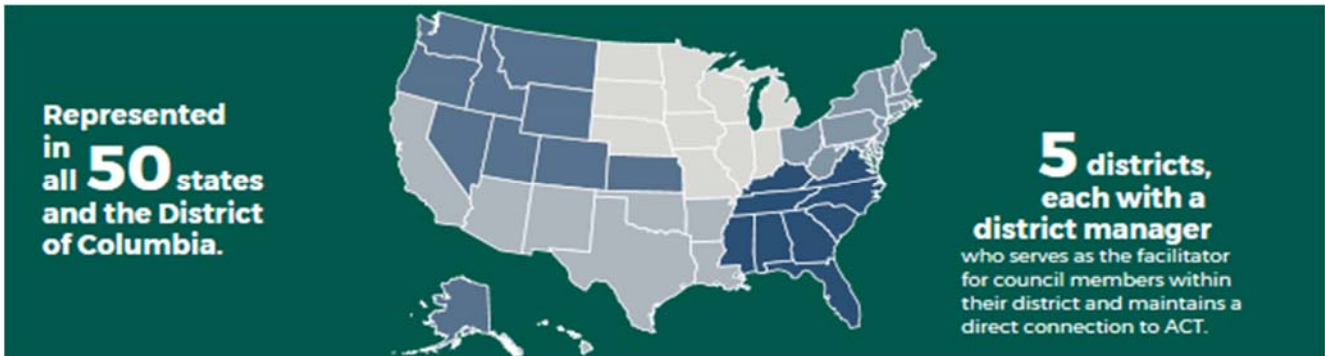 Represented
in
all 50 states
and the District
of Columbia.
5 districts,
each with a
district manager
who serves as the facilitator
for council members within
their district and maintains a
direct connection to ACT.